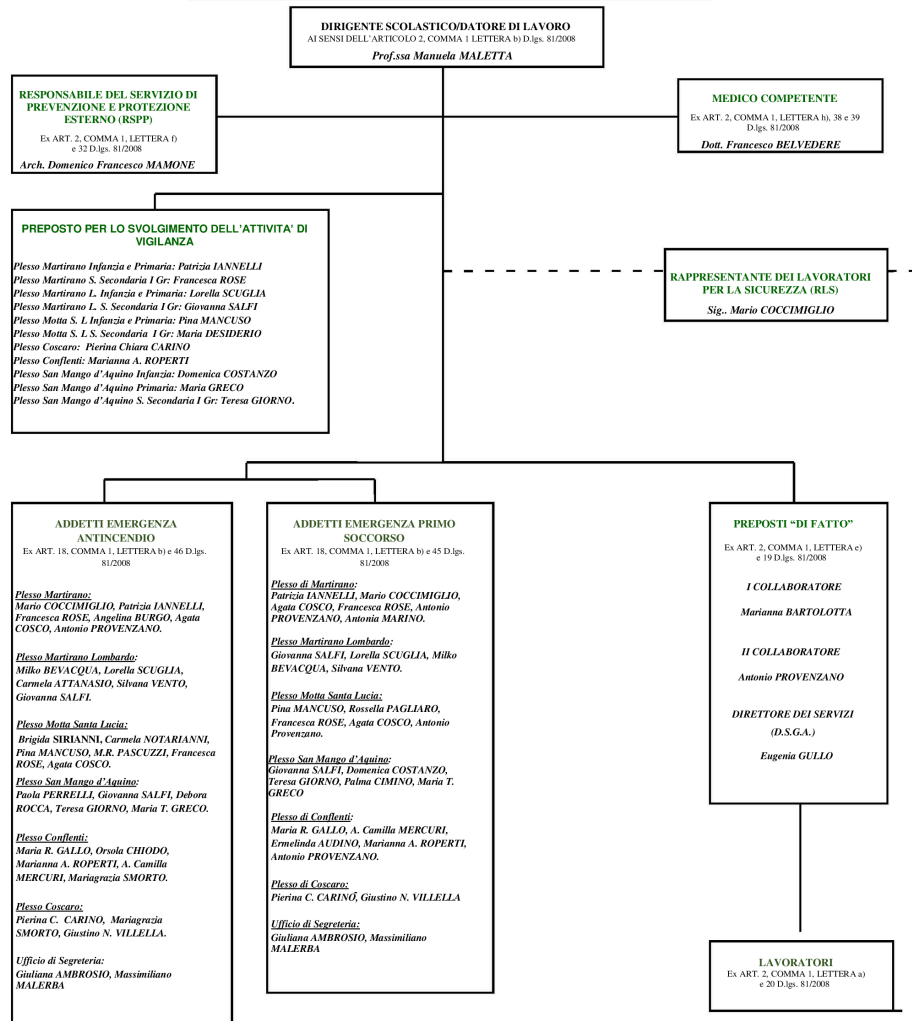 DIRIGENTE SCOLASTICO/DATORE DI LAVORO
AI SENSI DELL'ARTICOLO 2, COMMA 1 LETTERA b) D.lgs. 81/2008
Prof.ssa Manuela MALETTA
RESPONSABILE DEL SERVIZIO DI
PREVENZIONE E PROTEZIONE
ESTERNO (RSPP)
Ex ART. 2, COMMA 1, LETTERA f)
e 32 D.lgs. 81/2008
Arch. Domenico Francesco MAMONE
MEDICO COMPETENTE
Ex ART. 2, COMMA 1, LETTERA h), 38 e 39
D.lgs. 81/2008
Dott. Francesco BELVEDERE
PREPOSTO PER LO SVOLGIMENTO DELL'ATTIVITA' DI
VIGILANZA
Plesso Martirano Infanzia e Primaria: Patrizia IANNELLI
Plesso Martirano S. Secondaria I Gr: Francesca ROSE
Plesso Martirano L. Infanzia e Primaria: Lorella SCUGLIA
Plesso Martirano L. S. Secondaria I Gr: Giovanna SALFI
Plesso Motta S. L Infanzia e Primaria: Pina MANCUSO
Plesso Motta S. L S. Secondaria I Gr: Maria DESIDERIO
Plesso Coscaro: Pierina Chiara CARINO
Plesso Conflenti: Marianna A. ROPERTI
Plesso San Mango d'Aquino Infanzia: Domenica COSTANZO
Plesso San Mango d'Aquino Primaria: Maria GRECO
Plesso San Mango d'Aquino S. Secondaria I Gr: Teresa GIORNO.
RAPPRESENTANTE DEI LAVORATORI
PER LA SICUREZZA (RLS)
Sig.. Mario COCCIMIGLIO
ADDETTI EMERGENZA
ANTINCENDIO
Ex ART. 18, COMMA 1, LETTERA b) e 46 D.lgs.
81/2008
Plesso Martirano:
Mario COCCIMIGLIO, Patrizia IANNELLI,
Francesca ROSE, Angelina BURGO, Agata
COSCO, Antonio PROVENZANO.
Plesso Martirano Lombardo:
Milko BEVACQUA, Lorella SCUGLIA,
Carmela ATTANASIO, Silvana VENTO,
Giovanna SALFI.
Plesso Motta Santa Lucia:
Brigida SIRIANNI, Carmela NOTARIANNI,
Pina MANCUSO, M.R. PASCUZZI, Francesca
ROSE, Agata COSCO.
Plesso San Mango d'Aquino:
Paola PERRELLI, Giovanna SALFI, Debora
ROCCA, Teresa GIORNO, Maria T. GRECO.
Plesso Conflenti:
Maria R. GALLO, Orsola CHIODO,
Marianna A. ROPERTI, A. Camilla
MERCURI, Mariagrazia SMORTO.
Plesso Coscaro:
Pierina C. CARINO, Mariagrazia
SMORTO, Giustino N. VILLELLA.
Ufficio di Segreteria:
Giuliana AMBROSIO, Massimiliano
MALERBA
ADDETTI EMERGENZA PRIMO
SOCCORSO
Ex ART. 18, COMMA 1, LETTERA b) e 45 D.lgs.
81/2008
Plesso di Martirano:
Patrizia IANNELLI, Mario COCCIMIGLIO,
Agata COSCO, Francesca ROSE, Antonio
PROVENZANO, Antonia MARINO.
Plesso Martirano Lombardo:
Giovanna SALFI, Lorella SCUGLIA, Milko
BEVACQUA, Silvana VENTO.
Plesso Motta Santa Lucia:
Pina MANCUSO, Rossella PAGLIARO,
Francesca ROSE, Agata COSCO, Antonio
Provenzano.
Plesso San Mango d'Aquino:
Giovanna SALFI, Domenica COSTANZO,
Teresa GIORNO, Palma CIMINO, Maria T.
GRECO
Plesso di Conflenti:
Maria R. GALLO, A. Camilla MERCURI,
Ermelinda AUDINO, Marianna A. ROPERTI,
Antonio PROVENZANO.
Plesso di Coscaro:
Pierina C. CARINO, Giustino N. VILLELLA
Ufficio di Segreteria:
Giuliana AMBROSIO, Massimiliano
MALERBA
PREPOSTI “DI FATTO”
Ex ART. 2, COMMA 1, LETTERA e)
e 19 D.lgs. 81/2008
I COLLABORATORE
Marianna BARTOLOTTA
II COLLABORATORE
Antonio PROVENZANO
DIRETTORE DEI SERVIZI
(D.S.G.A.)
Eugenia GULLO
LAVORATORI
Ex ART. 2, COMMA 1, LETTERA a)
e 20 D.lgs. 81/2008